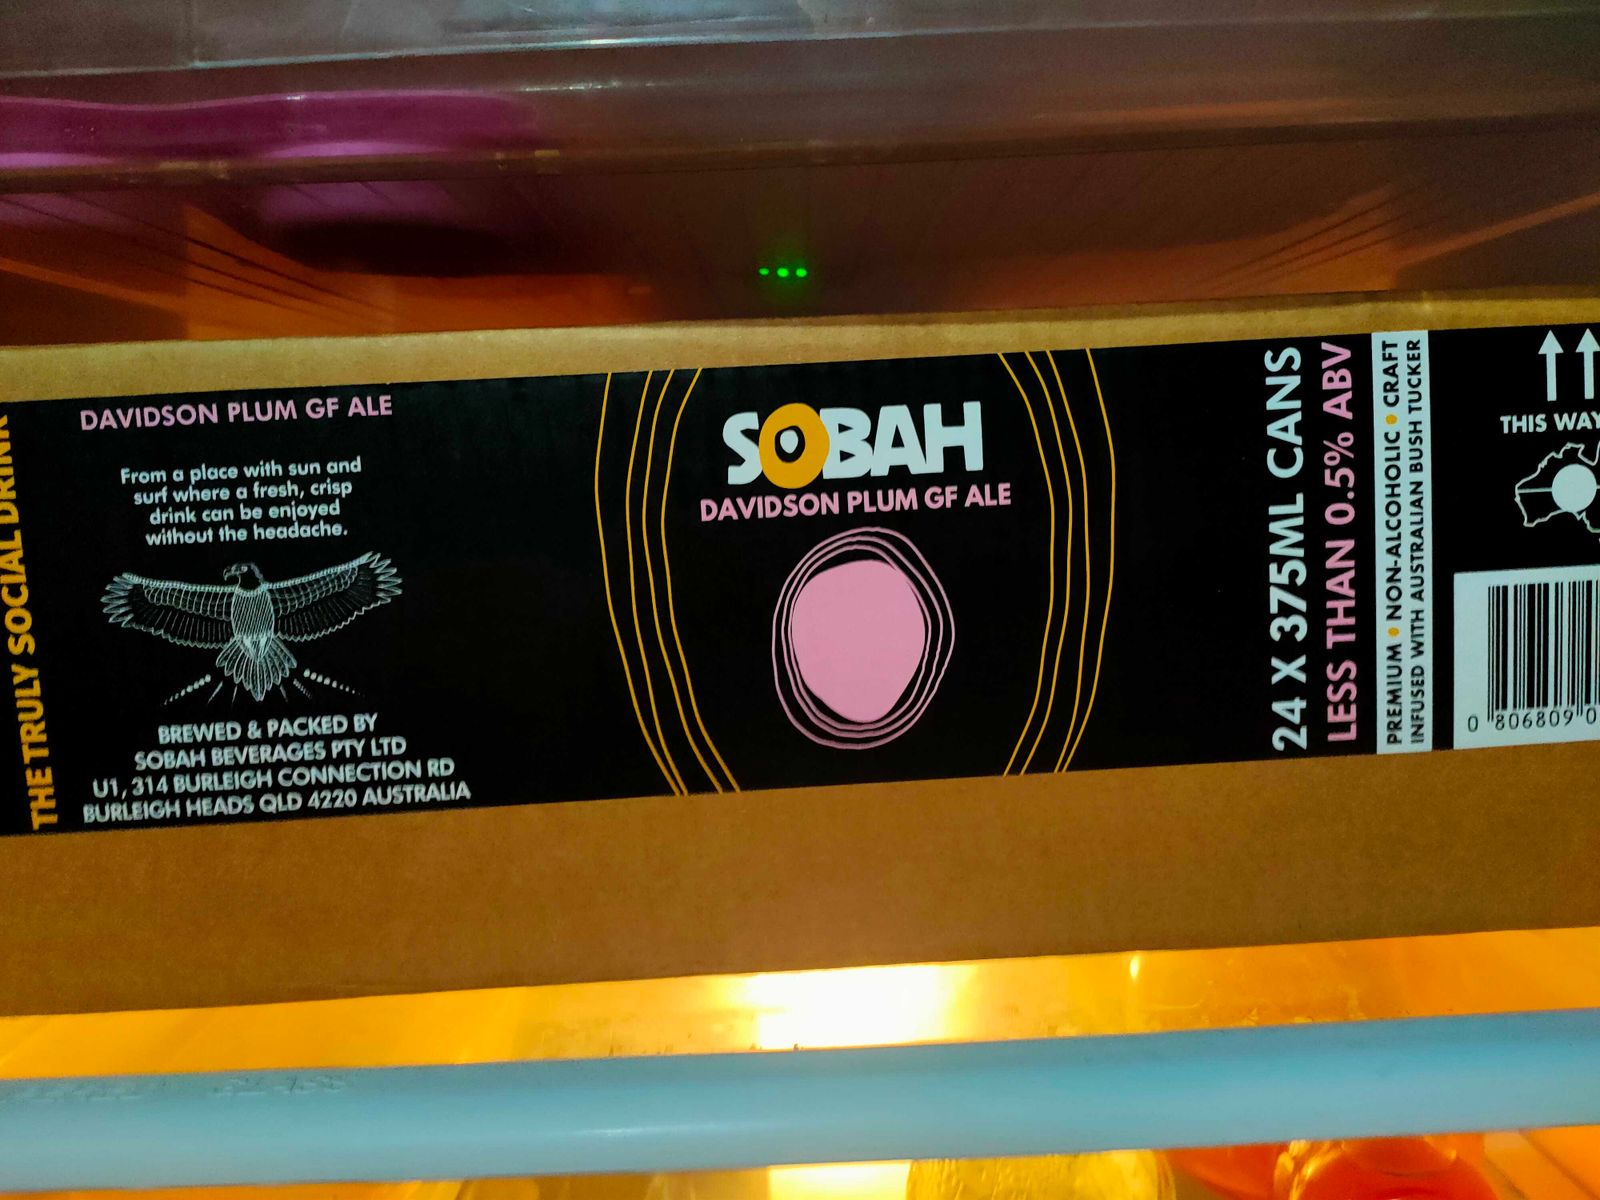 THE TRULY SOCIAL DRINK
DAVIDSON PLUM GF ALE
From a place with sun and
surf where a fresh, crisp
drink can be enjoyed
without the headache.
BREWED & PACKED BY
SOBAH BEVERAGES PTY LTD
U1, 314 BURLEIGH CONNECTION RD
BURLEIGH HEADS QLD 4220 AUSTRALIA
SOBAH
DAVIDSON PLUM GF ALE
24 X 375ML CANS
LESS THAN 0.5% ABV
PREMIUM • NON-ALCOHOLIC • CRAFT
INFUSED WITH AUSTRALIAN BUSH TUCKER
THIS WAY
0 806809 0